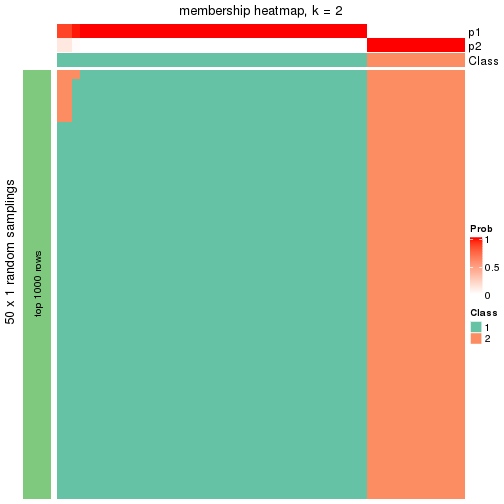 membership heatmap, k = 2
p1
p2
Class
50 x 1 random samplings
top 1000 rows
Prob
1
0.5
0
Class
1
2